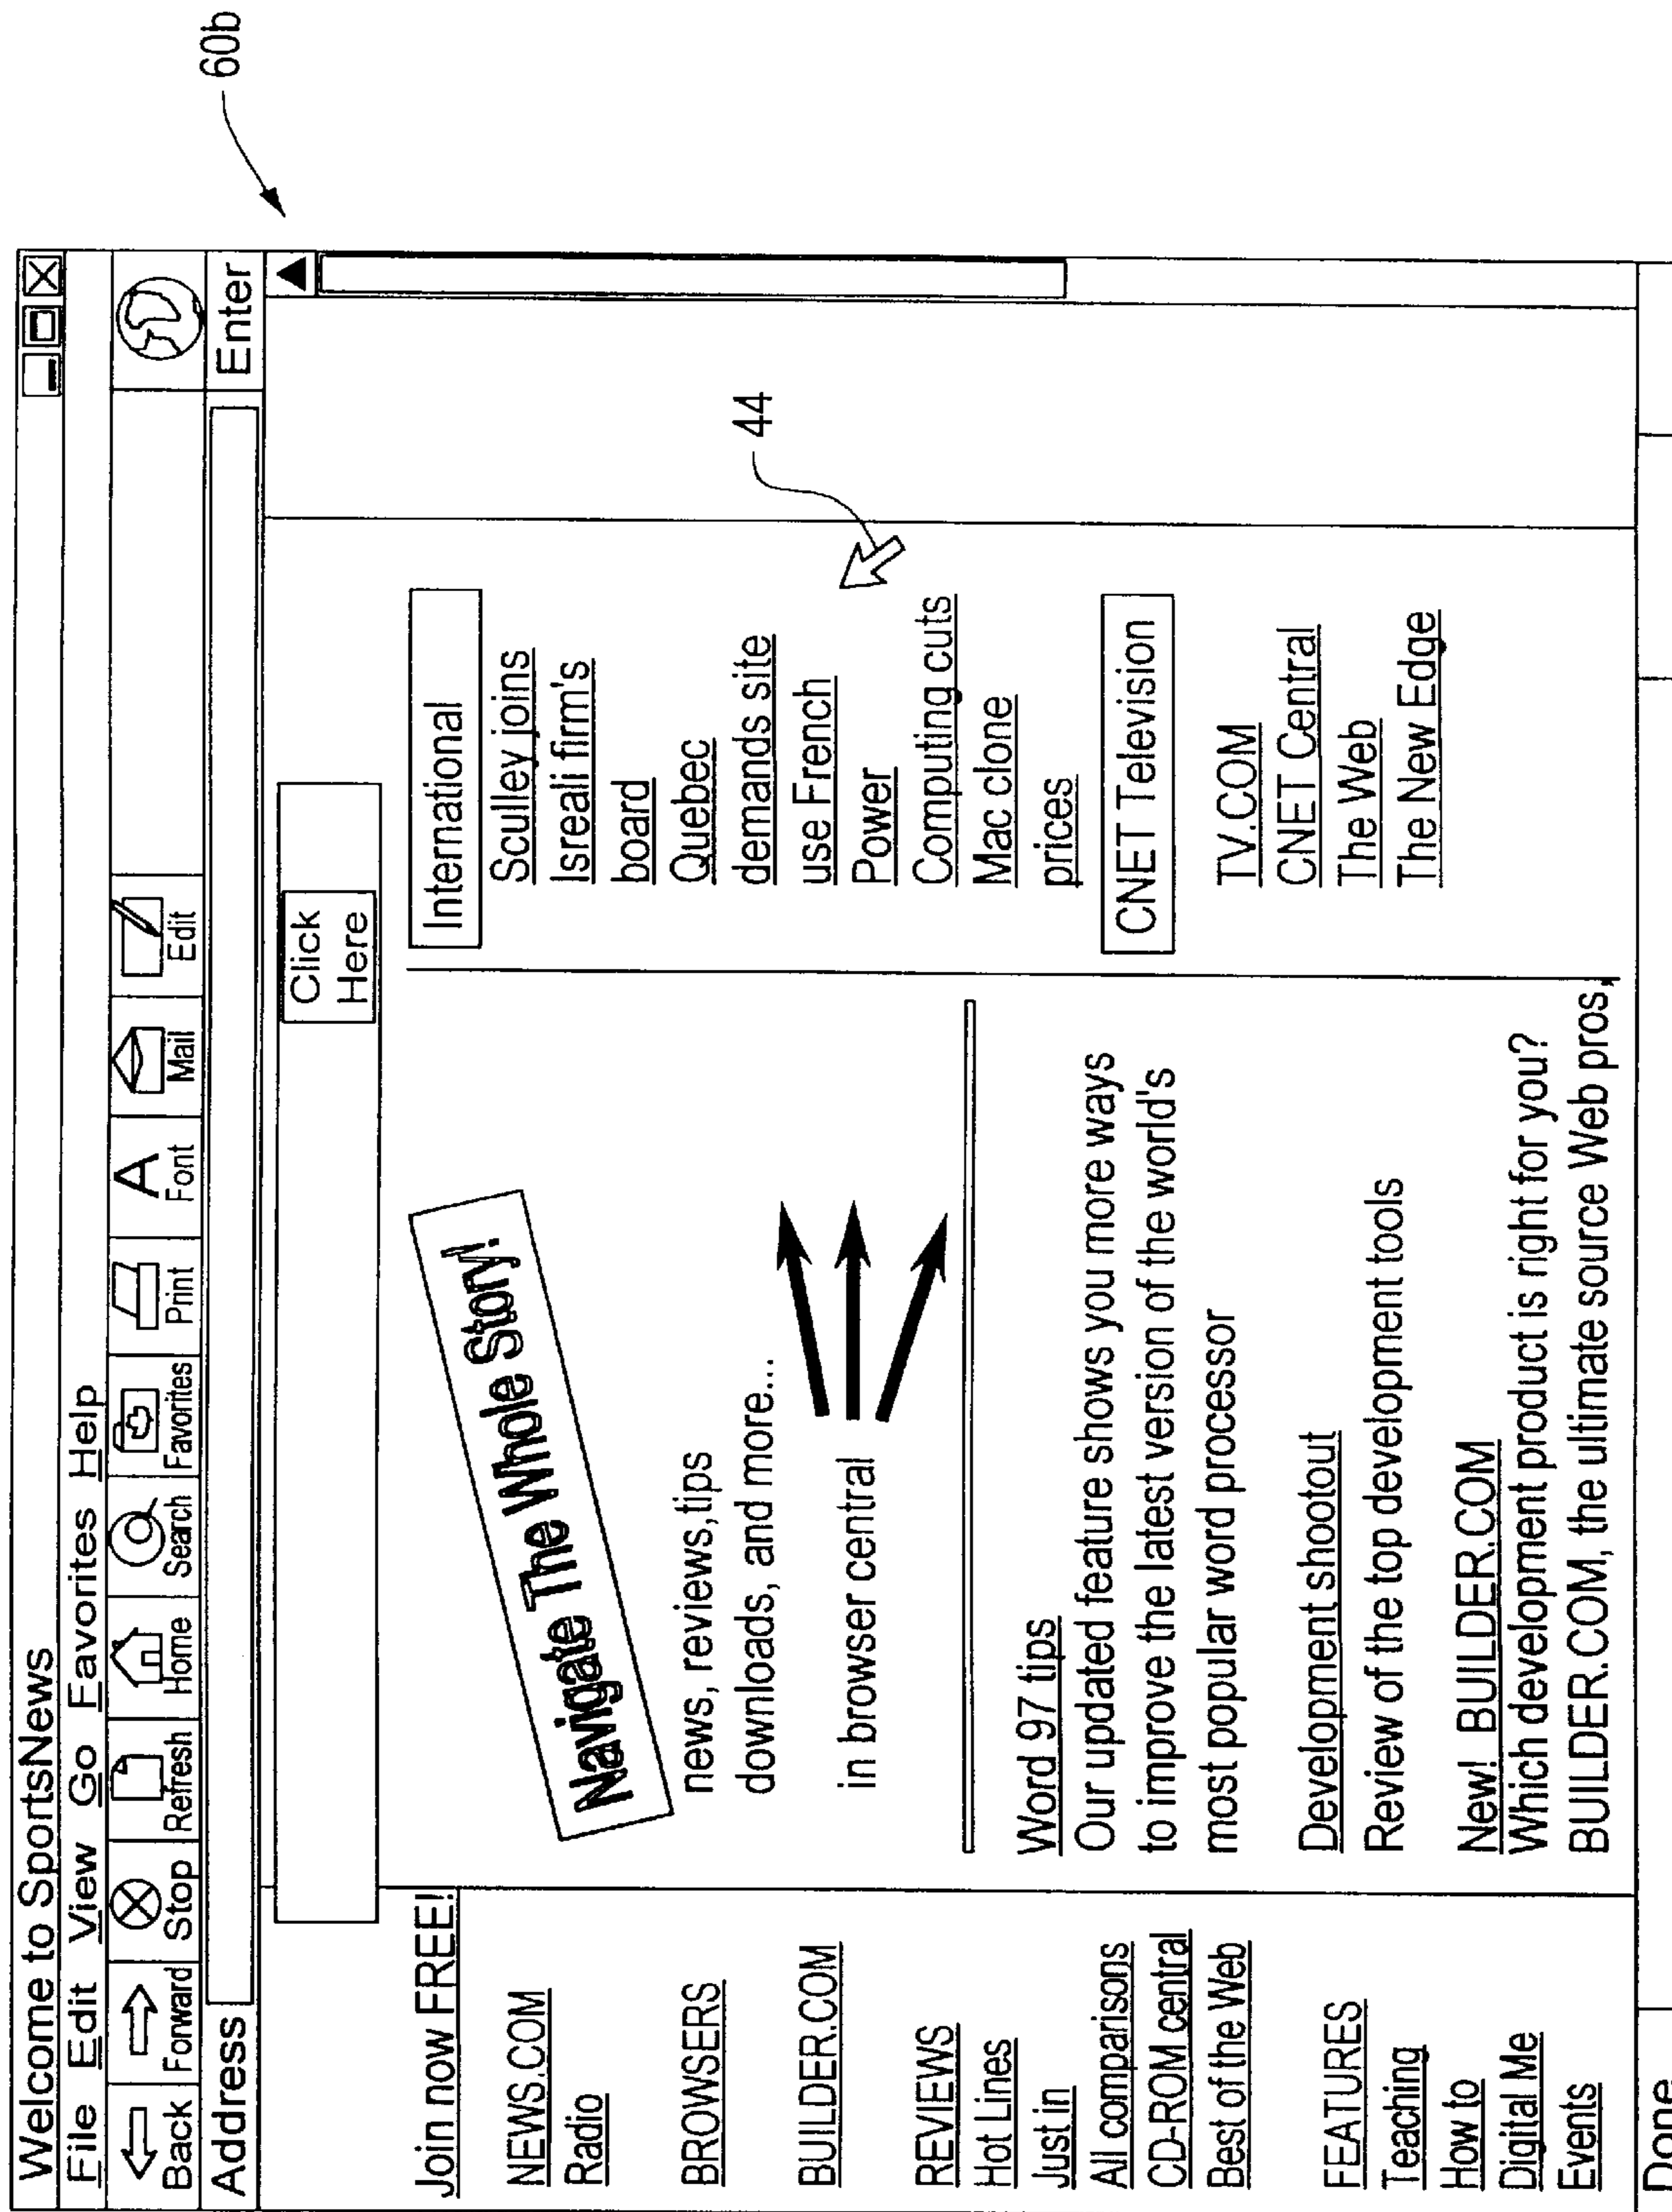 Welcome to SportsNews
File Edit View Go Favorites Help
Back Forward Stop Refresh Home Search Favorites Print Font Mail Edit
Address Enter
60b
Click
Here
Join now FREE!
NEWS.COM
Radio
BROWSERS
BUILDER.COM
REVIEWS
Hot Lines
Just in
All comparisons
CD-ROM central
Best of the Web
FEATURES
Teaching
How to
Digital Me
Events
Navigate The Whole Story!
news, reviews,tips
downloads, and more...
in browser central
Word 97 tips
Our updated feature shows you more ways
to improve the latest version of the world's
most popular word processor
Development shootout
Review of the top development tools
New! BUILDER.COM
Which development product is right for you?
BUILDER.COM, the ultimate source Web pros,
International
Sculley joins
Isreali firm's
board
Quebec
demands site
use French
Power
Computing cuts
Mac clone
prices
CNET Television
TV.COM
CNET Central
The Web
The New Edge
44
Done